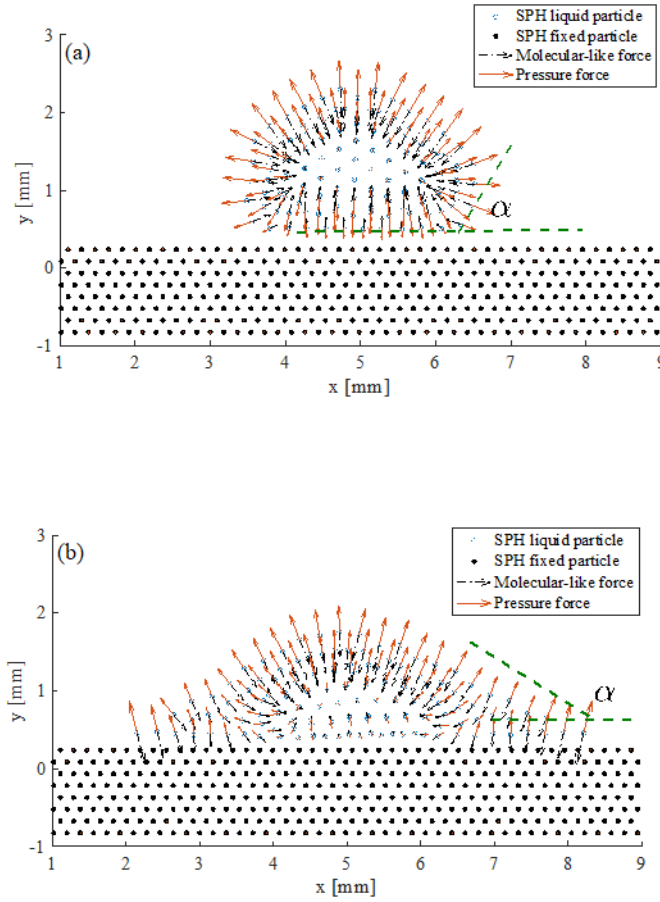 (a)
SPH liquid particle
SPH fixed particle
Molecular-like force
Pressure force
3
2
1
0
-1
y [mm]
α
1 2 3 4 5 6 7 8 9
x [mm]
(b)
SPH liquid particle
SPH fixed particle
Molecular-like force
Pressure force
3
2
1
0
-1
y [mm]
α
1 2 3 4 5 6 7 8 9
x [mm]